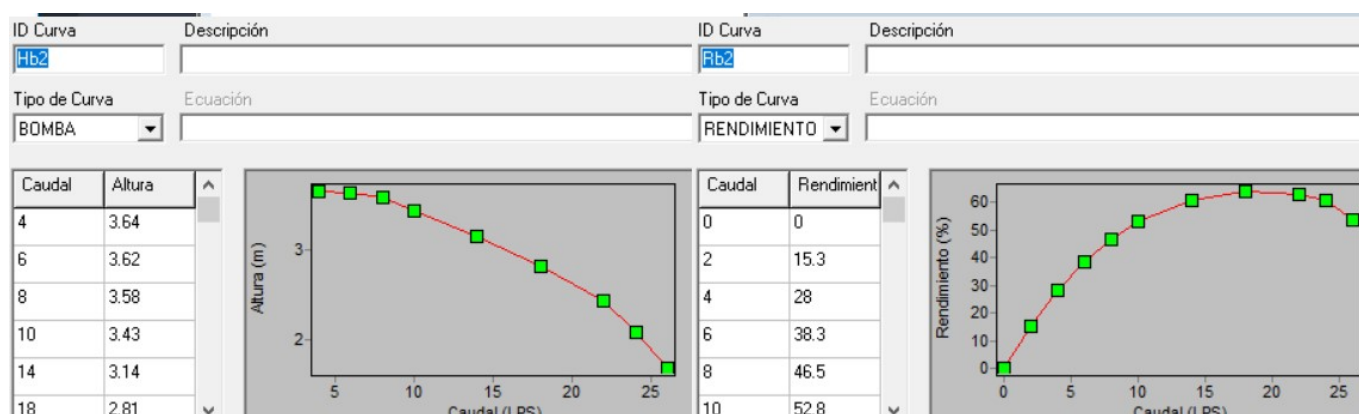 ID Curva Descripción
Hb2
Tipo de Curva Ecuación
BOMBA
Caudal Altura
4 3.64
6 3.62
8 3.58
10 3.43
14 3.14
18 2.81
Altura (m)
3
2
5 10 15 20 25
Caudal (LPS)
ID Curva Descripción
Rb2
Tipo de Curva Ecuación
RENDIMIENTO
Caudal Rendimient
0 0
2 15.3
4 28
6 38.3
8 46.5
10 52.8
Rendimiento (%)
60
50
40
30
20
10
0
0 5 10 15 20 25
Caudal (LPS)